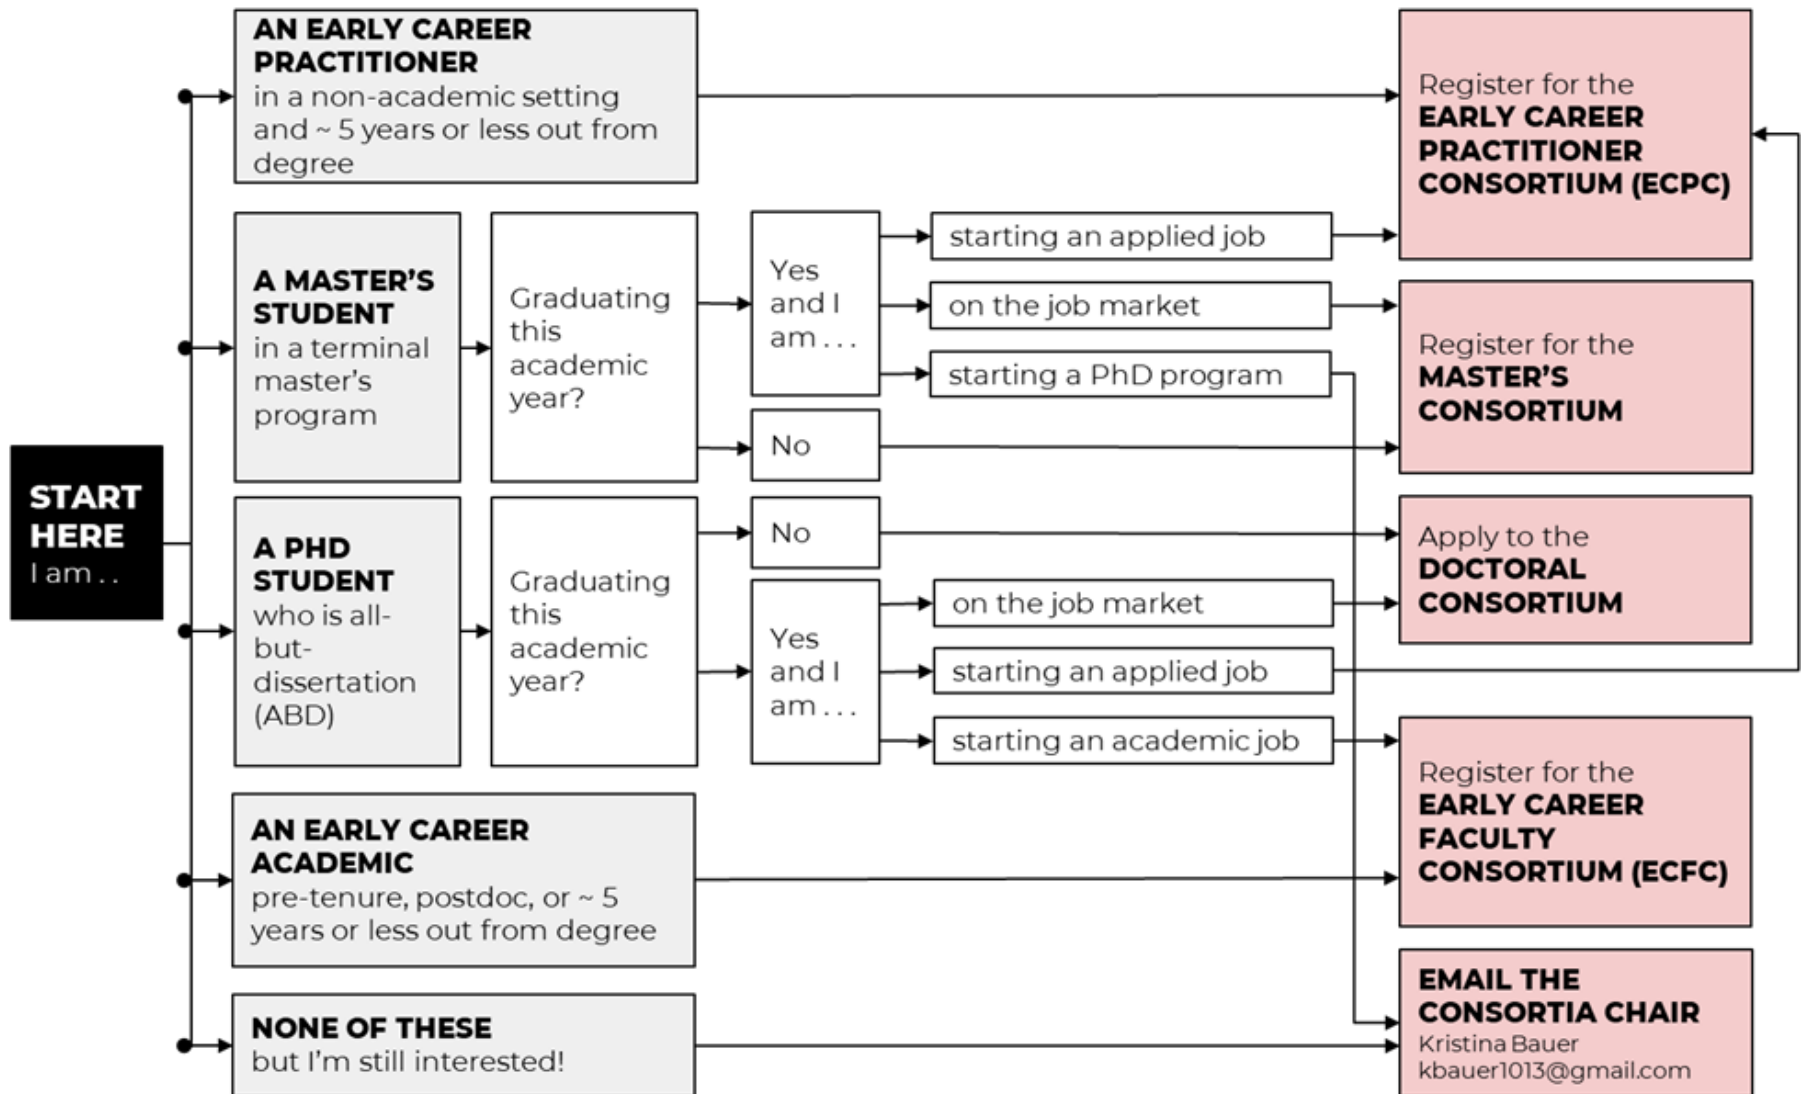 START
HERE
I am . .
AN EARLY CAREER
PRACTITIONER
in a non-academic setting
and ~ 5 years or less out from
degree
A MASTER'S
STUDENT
in a terminal
master's
program
Graduating
this
academic
year?
Yes
and I
am . . .
starting an applied job
on the job market
starting a PhD program
No
A PHD
STUDENT
who is all-
but-
dissertation
(ABD)
Graduating
this
academic
year?
No
Yes
and I
am . . .
on the job market
starting an applied job
starting an academic job
AN EARLY CAREER
ACADEMIC
pre-tenure, postdoc, or ~ 5
years or less out from degree
NONE OF THESE
but I'm still interested!
Register for the
EARLY CAREER
PRACTITIONER
CONSORTIUM (ECPC)
Register for the
MASTER'S
CONSORTIUM
Apply to the
DOCTORAL
CONSORTIUM
Register for the
EARLY CAREER
FACULTY
CONSORTIUM (ECFC)
EMAIL THE
CONSORTIA CHAIR
Kristina Bauer
kbauer1013@gmail.com